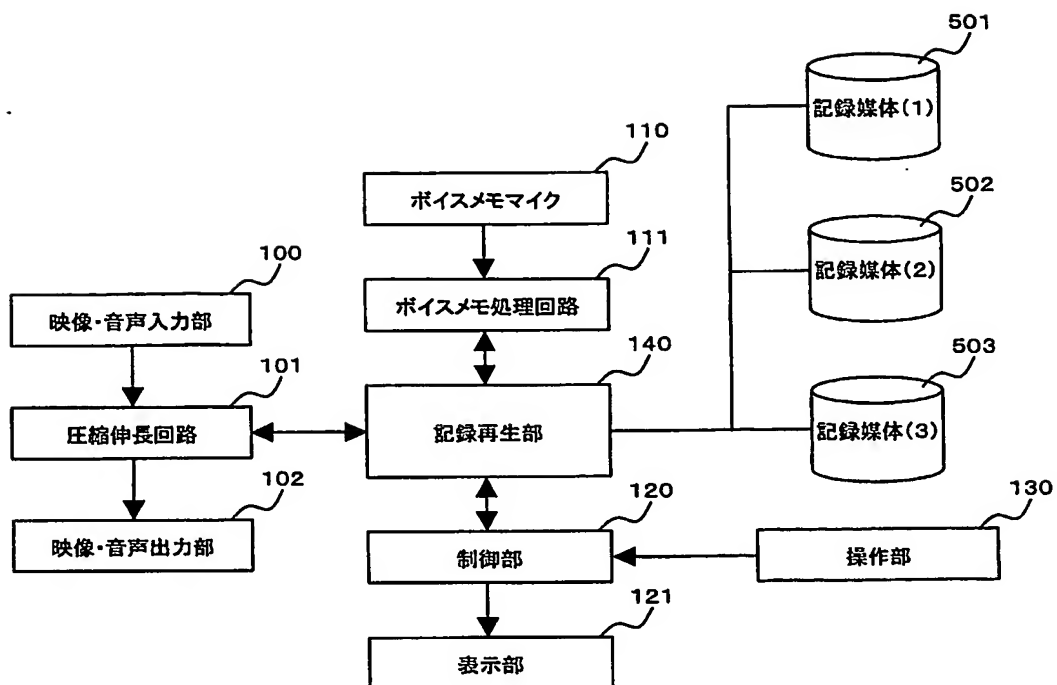 501
記録媒体(1)
110
ボイスメモマイク
502
記録媒体(2)
100
111
映像・音声入力部
ボイスメモ処理回路
503
101
140
圧縮伸長回路
記録再生部
記録媒体(3)
102
120
130
映像・音声出力部
制御部
操作部
121
表示部